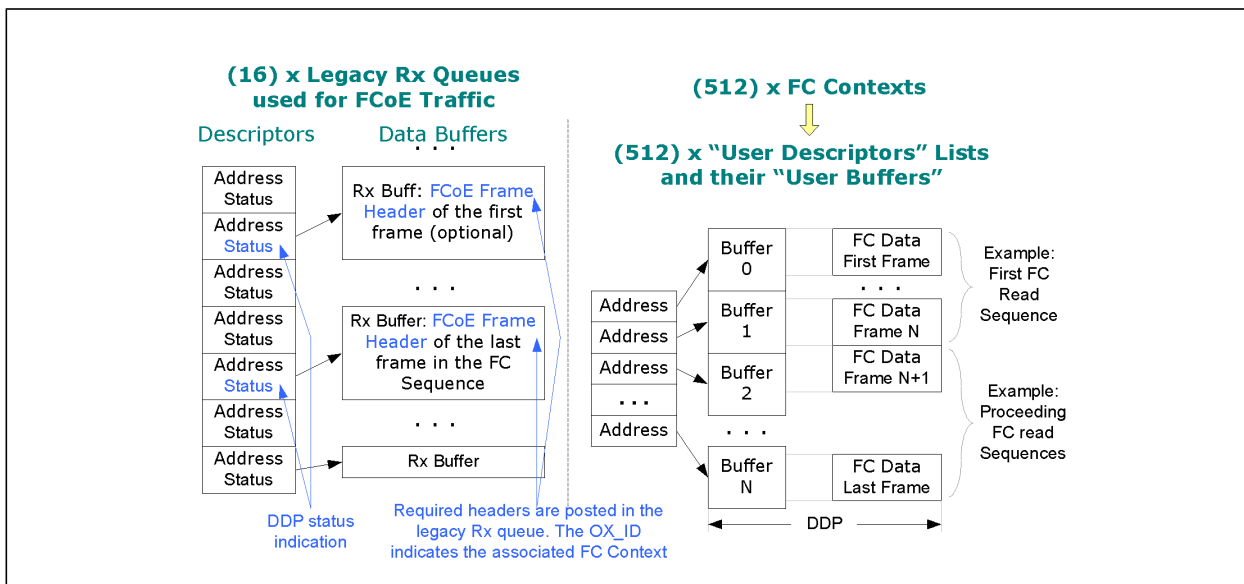 (16) x Legacy Rx Queues
used for FCoE Traffic
Descriptors
Data Buffers
. . .
Address
Status
Address
Status
Address
Status
Address
Status
Address
Status
Address
Status
Address
Status
Rx Buff: FCoE Frame
Header of the first
frame (optional)
. . .
Rx Buffer: FCoE Frame
Header of the last
frame in the FC
Sequence
. . .
Rx Buffer
DDP status
indication
Required headers are posted in the
legacy Rx queue. The OX_ID
indicates the associated FC Context
(512) x FC Contexts
(512) x “User Descriptors” Lists
and their “User Buffers”
Address
Address
Address
. . .
Address
Buffer
0
Buffer
1
Buffer
2
. . .
Buffer
N
FC Data
First Frame
. . .
FC Data
Frame N
FC Data
Frame N+1
FC Data
Last Frame
DDP
Example:
First FC
Read
Sequence
Example:
Proceeding
FC read
Sequences